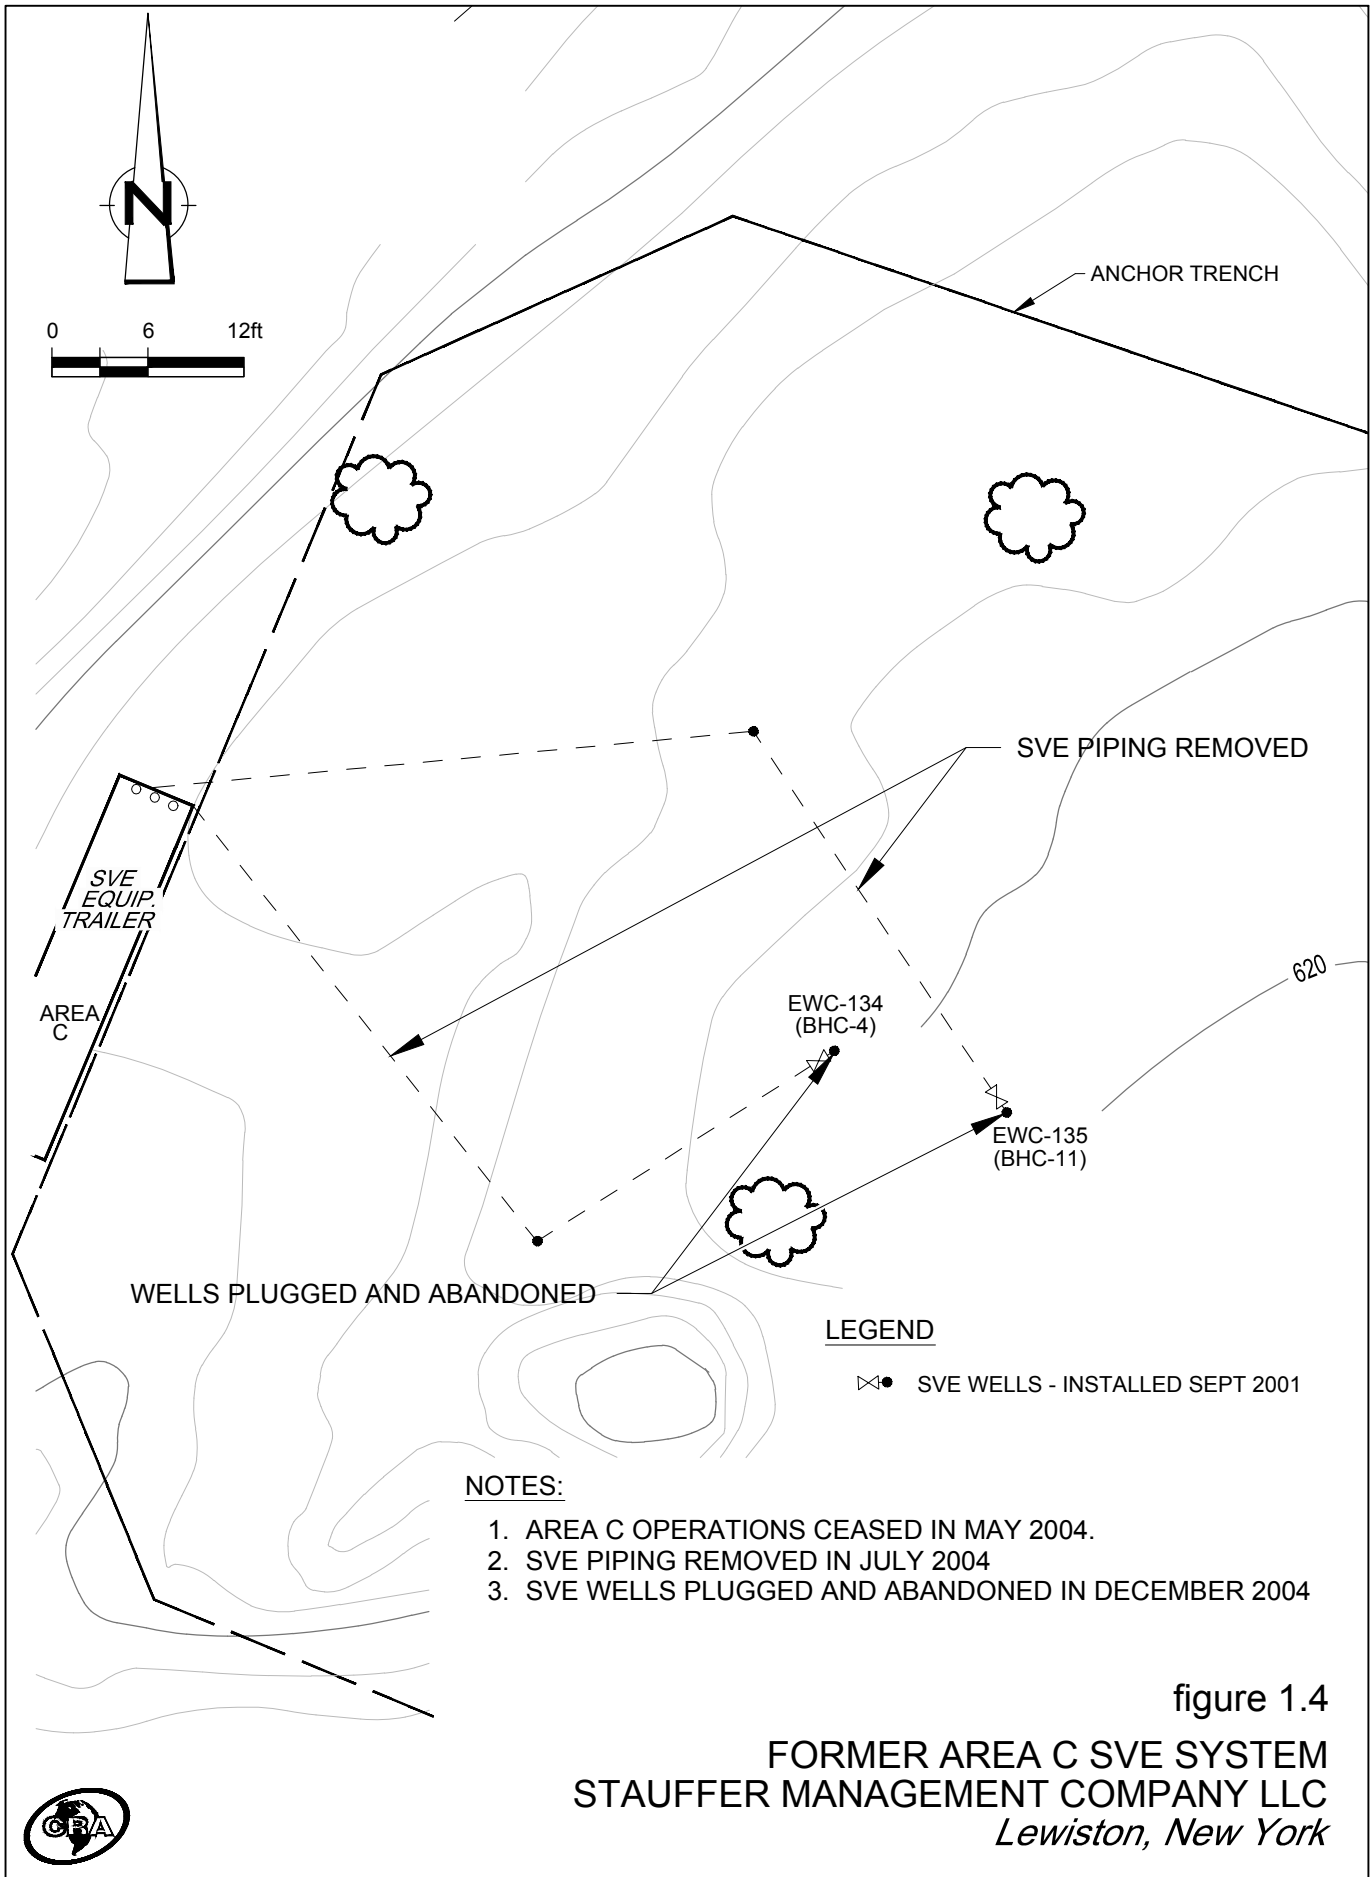 N
0 6 12ft
ANCHOR TRENCH
SVE PIPING REMOVED
SVE
EQUIP.
TRAILER
AREA
C
620
EWC-134
(BHC-4)
EWC-135
(BHC-11)
WELLS PLUGGED AND ABANDONED
LEGEND
SVE WELLS - INSTALLED SEPT 2001
NOTES:
1. AREA C OPERATIONS CEASED IN MAY 2004.
2. SVE PIPING REMOVED IN JULY 2004
3. SVE WELLS PLUGGED AND ABANDONED IN DECEMBER 2004
figure 1.4
FORMER AREA C SVE SYSTEM
STAUFFER MANAGEMENT COMPANY LLC
Lewiston, New York
CRA